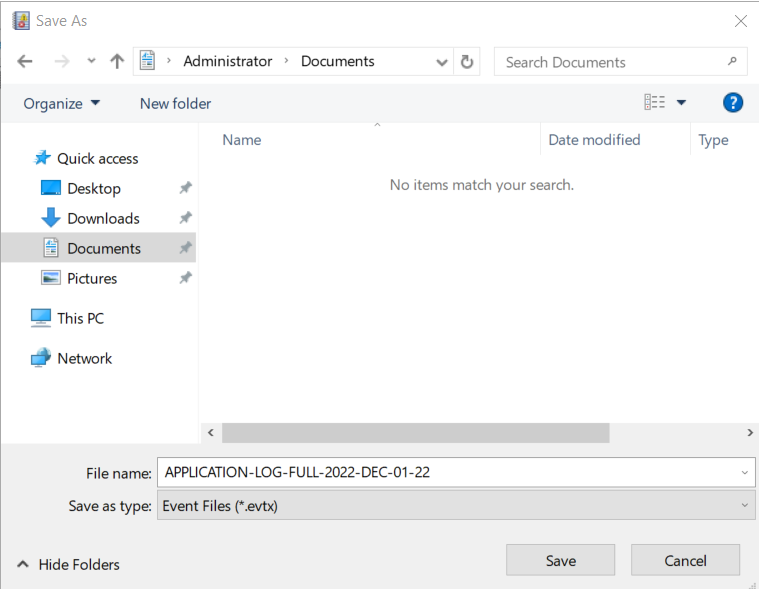 Save As
Administrator Documents
Search Documents
Organize New folder
?
Name Date modified Type
No items match your search.
Quick access
Desktop
Downloads
Documents
Pictures
This PC
Network
File name: APPLICATION-LOG-FULL-2022-DEC-01-22
Save as type: Event Files (*.evtx)
Hide Folders Save Cancel